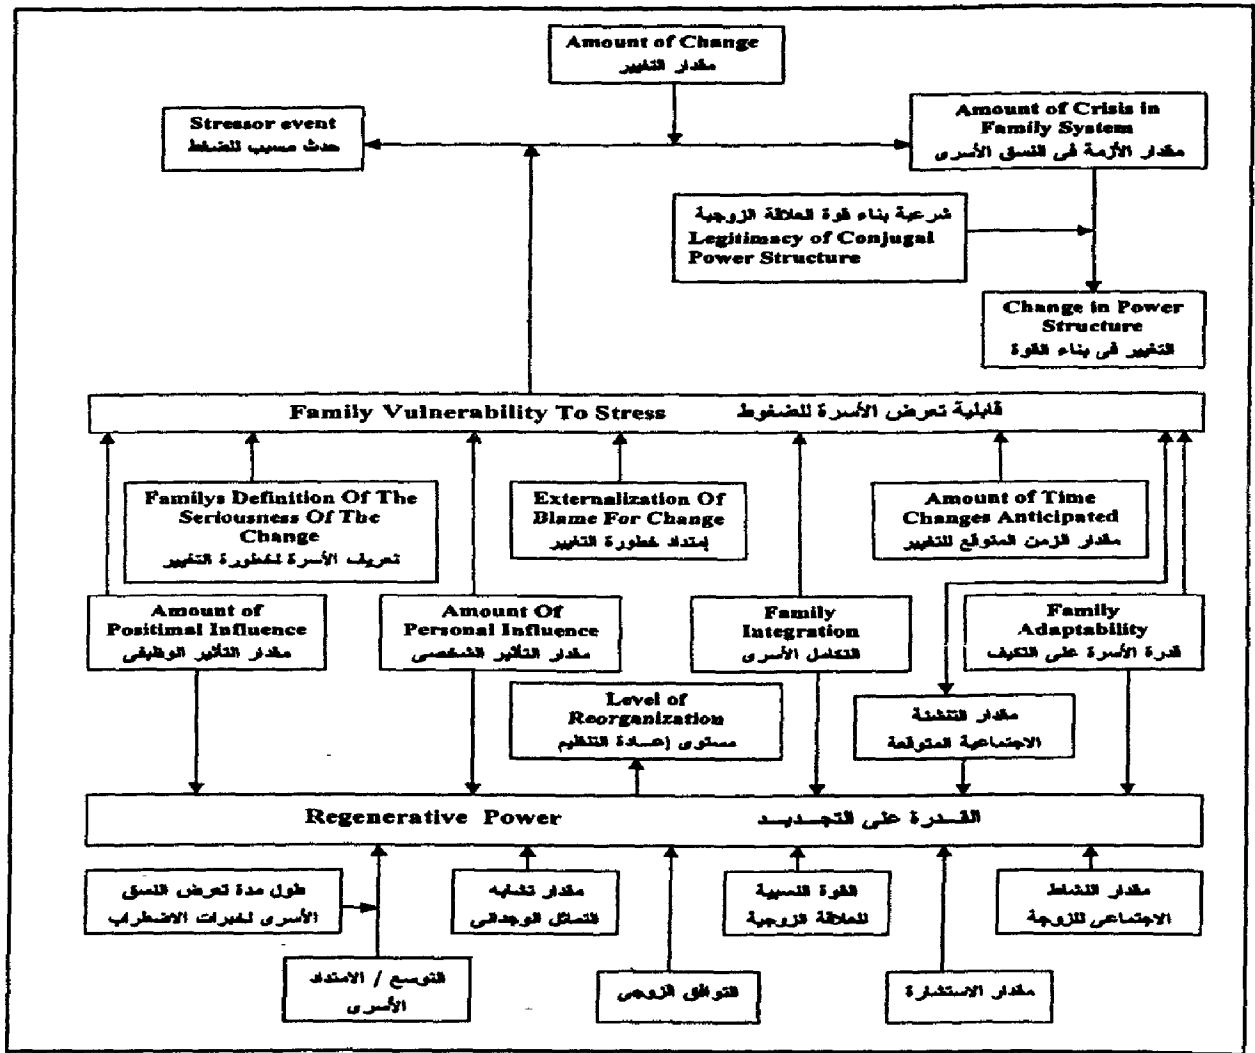 Amount of Change
مقدار التغيير
Stressor event
حدث مسبب للضغط
Amount of Crisis in
Family System
مقدار الأزمة فى النسق الأسرى
شرعية بناء قوة العلاقة الزوجية
Legitimacy of Conjugal
Power Structure
Change in Power
Structure
التغيير فى بناء القوة
Family Vulnerability To Stress قابلية تعرض الأسرة للضغوط
Familys Definition Of The
Seriousness Of The
Change
تعريف الأسرة لخطورة التغيير
Externalization Of
Blame For Change
إمتداد خطورة التغيير
Amount of Time
Changes Anticipated
مقدار الزمن المتوقع للتغيير
Amount of
Positimal Influence
مقدار التأثير الوظيفى
Amount Of
Personal Influence
مقدار التأثير الشخصى
Family
Integration
التكامل الأسرى
Family
Adaptability
قدرة الأسرة على التكيف
Level of
Reorganization
مستوى إعادة التنظيم
مقدار التنشئة
الاجتماعية المتوقعة
Regenerative Power القدرة على التجديد
طول مدة تعرض النسق
الأسرى لخبرات الاضطراب
مقدار تشابه
التماثل الوجدانى
القوة النسبية
للعلاقة الزوجية
مقدار النشاط
الاجتماعى للزوجة
التوسع / الامتداد
الأسرى
التوافق الزوجى
مقدار الاستشارة